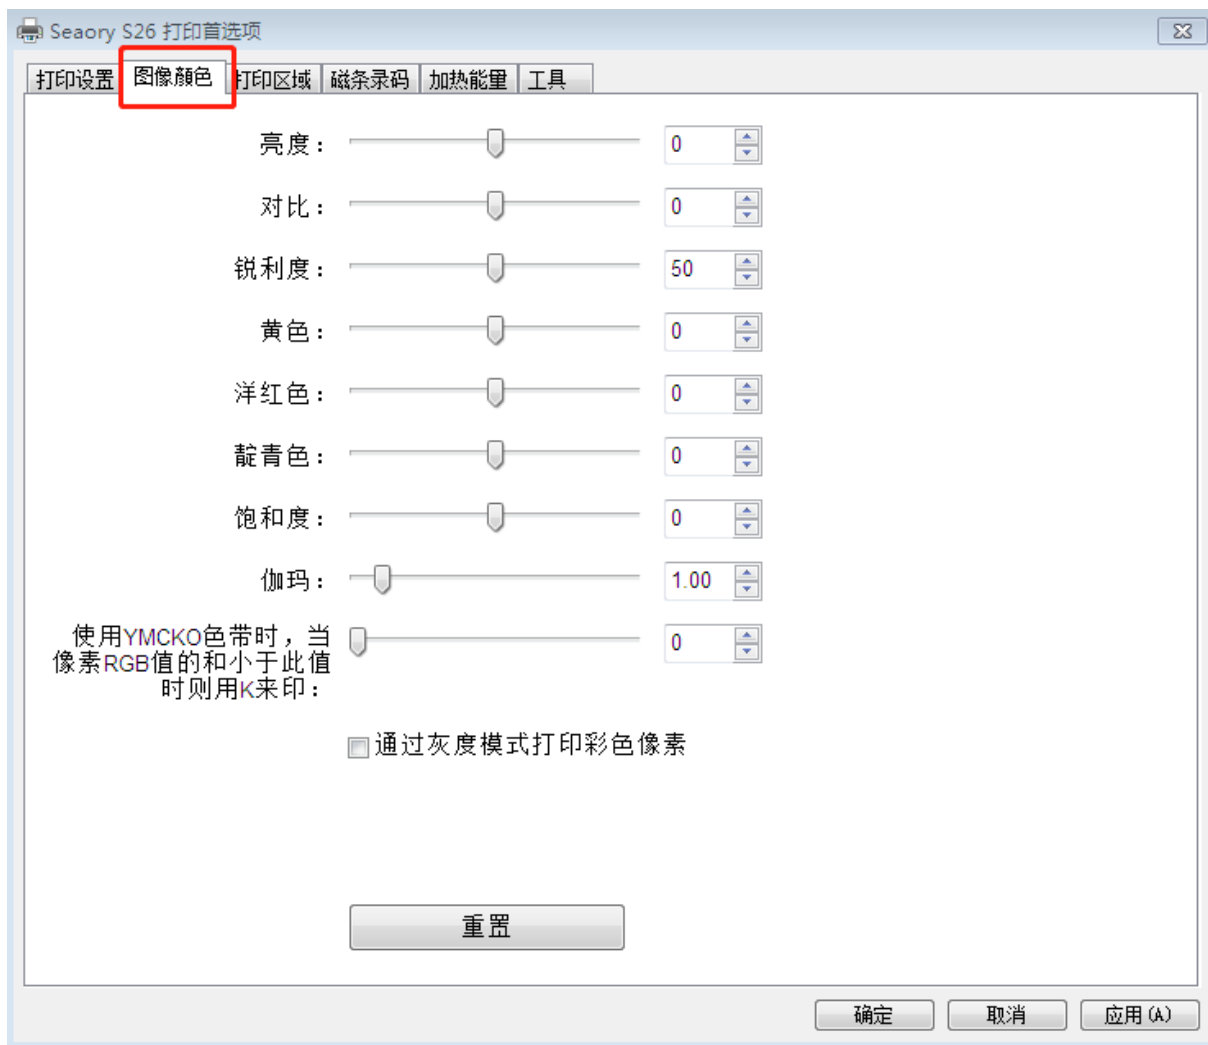 Seaory S26 打印首选项
打印设置 图像顏色 打印区域 磁条录码 加热能量 工具
亮度： 0
对比： 0
锐利度： 50
黄色： 0
洋红色： 0
靛青色： 0
饱和度： 0
伽玛： 1.00
使用YMCKO色带时，当 0
像素RGB值的和小于此值
时则用K来印：
通过灰度模式打印彩色像素
重置
确定 取消 应用(A)